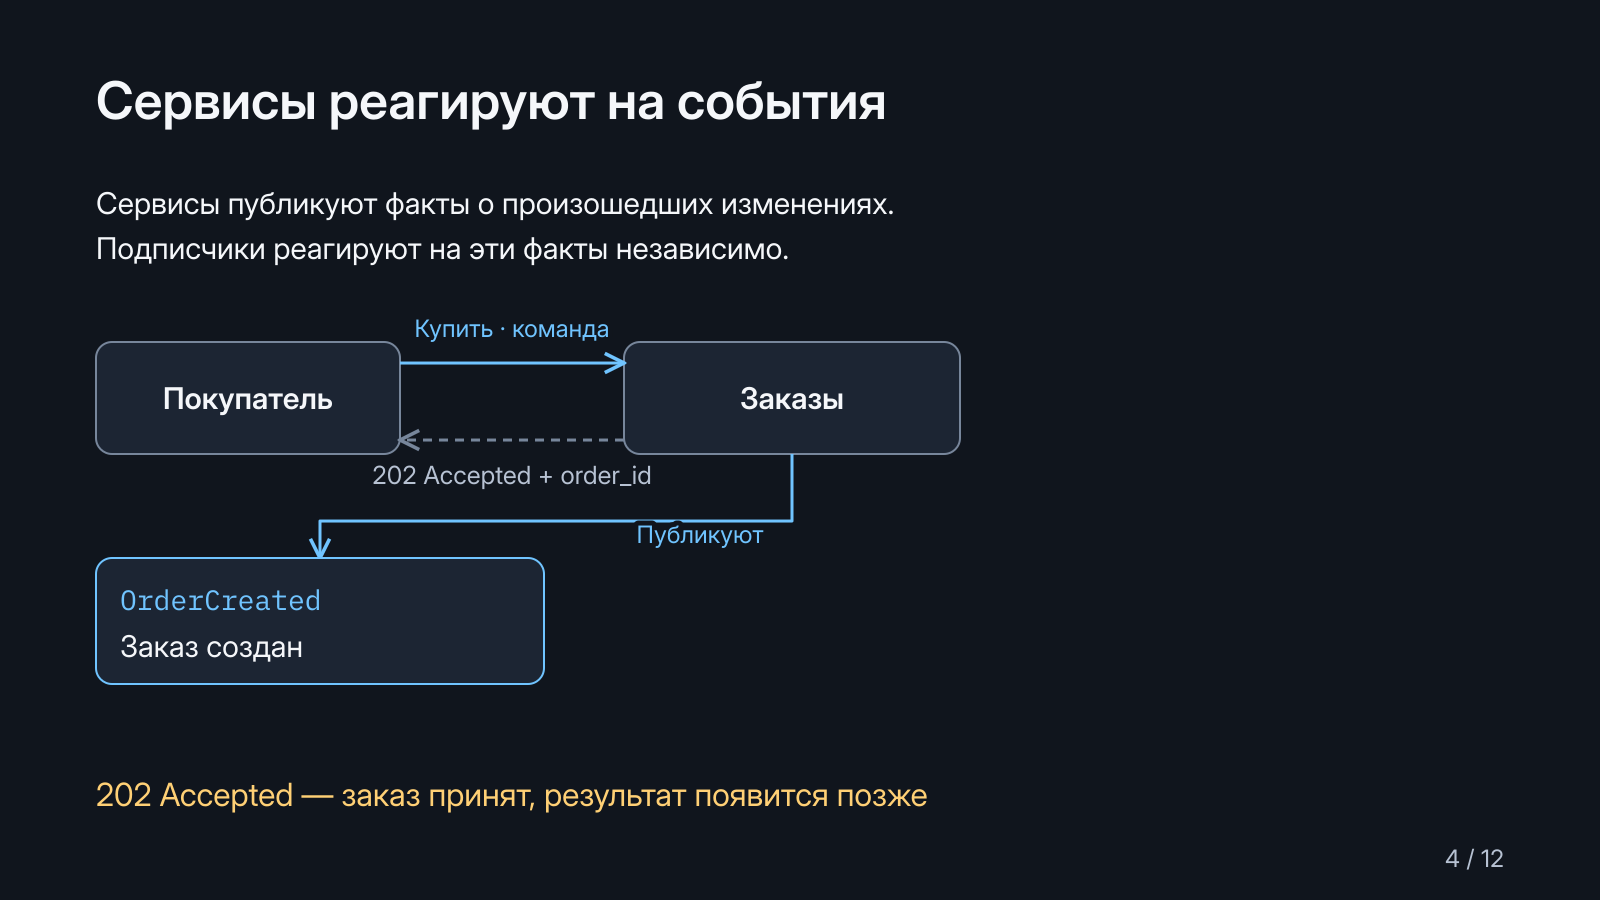 Сервисы реагируют на события
Сервисы публикуют факты о произошедших изменениях.
Подписчики реагируют на эти факты независимо.
Купить · команда
Покупатель
Заказы
202 Accepted + order_id
Публикуют
OrderCreated
Заказ создан
202 Accepted — заказ принят, результат появится позже
4 / 12